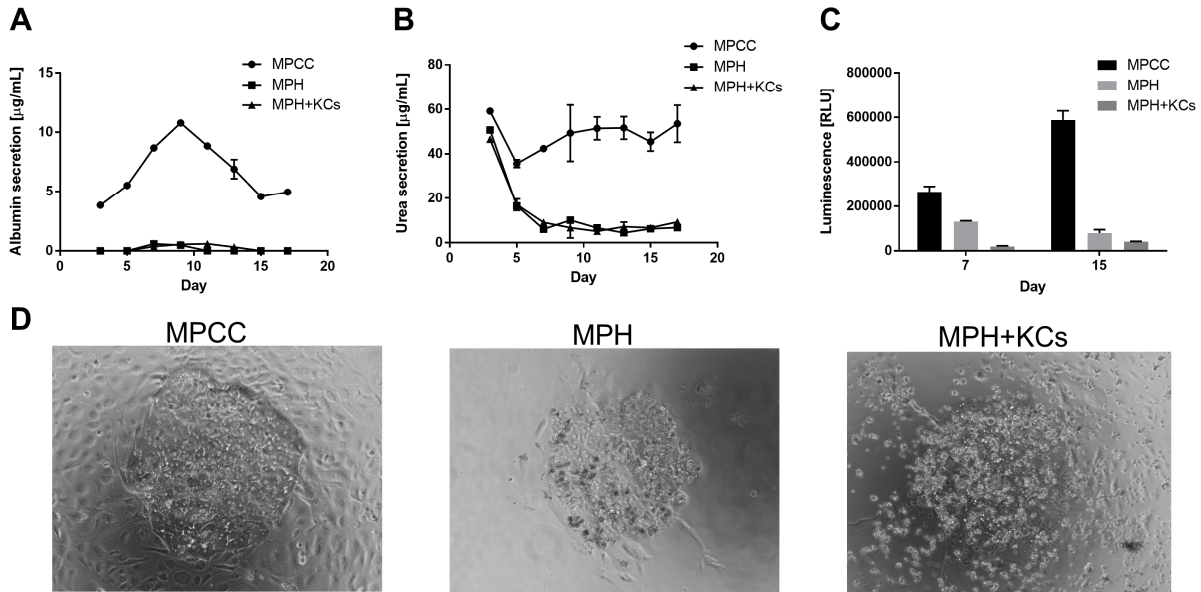 A
Albumin secretion [µg/mL]
15
10
5
0
0 5 10 15 20
Day
MPCC
MPH
MPH+KCs
B
Urea secretion [µg/mL]
80
60
40
20
0
0 5 10 15 20
Day
MPCC
MPH
MPH+KCs
C
Luminescence [RLU]
800000
600000
400000
200000
0
7 15
Day
MPCC
MPH
MPH+KCs
D
MPCC
MPH
MPH+KCs